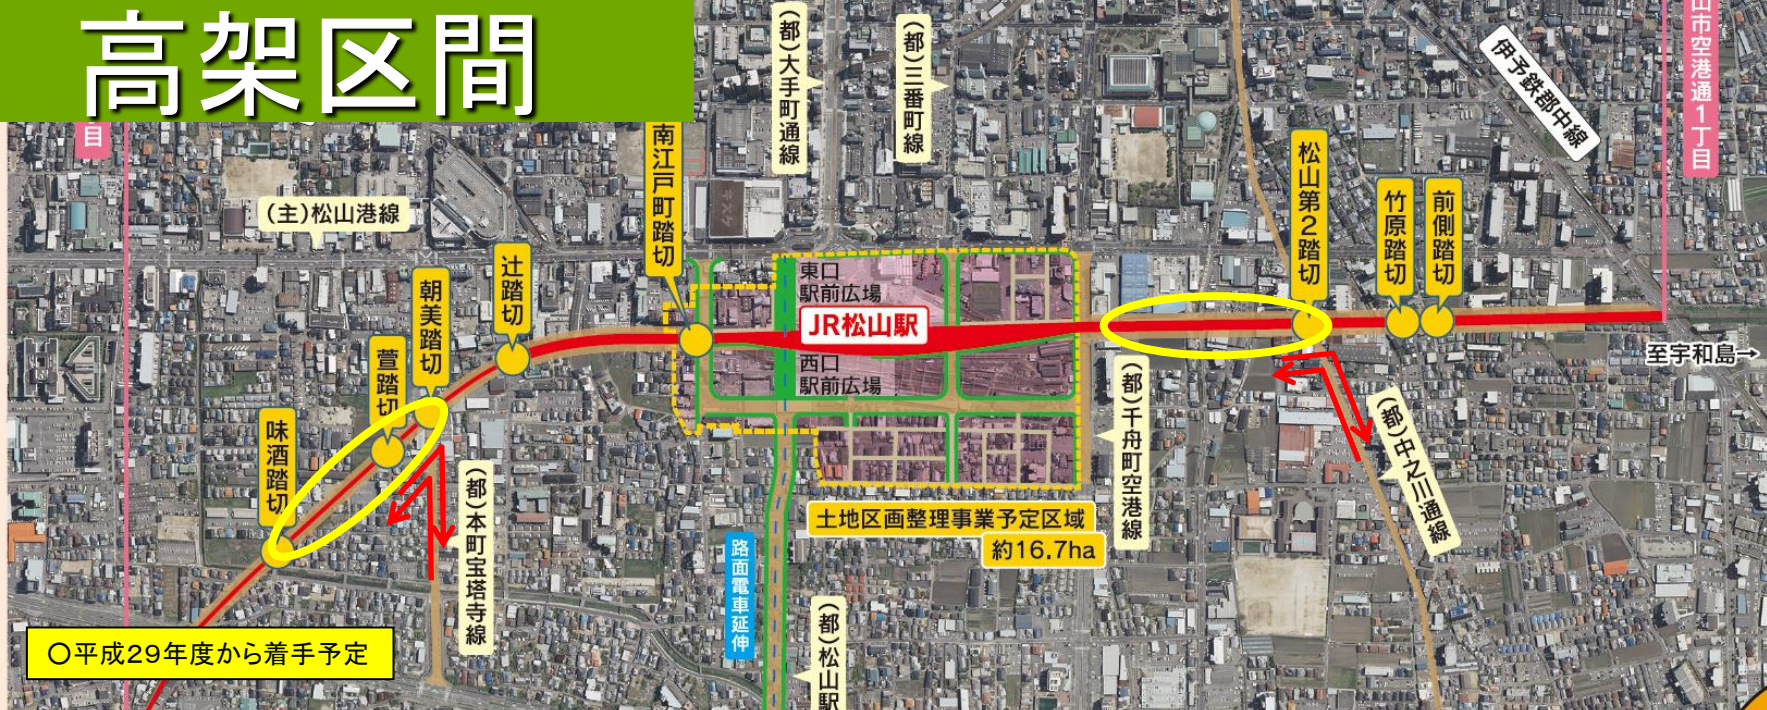 高架区間
目
(主)松山港線
味酒踏切
萱踏切
朝美踏切
辻踏切
南江戸町踏切
(都)大手町通線
(都)三番町線
伊予鉄郡中線
山市空港通1丁目
松山第2踏切
竹原踏切
前側踏切
東口
駅前広場
JR松山駅
西口
駅前広場
至宇和島→
(都)千舟町空港線
(都)中之川通線
(都)本町宝塔寺線
土地区画整理事業予定区域
約16.7ha
路面電車延伸
(都)松山駅
○平成29年度から着手予定